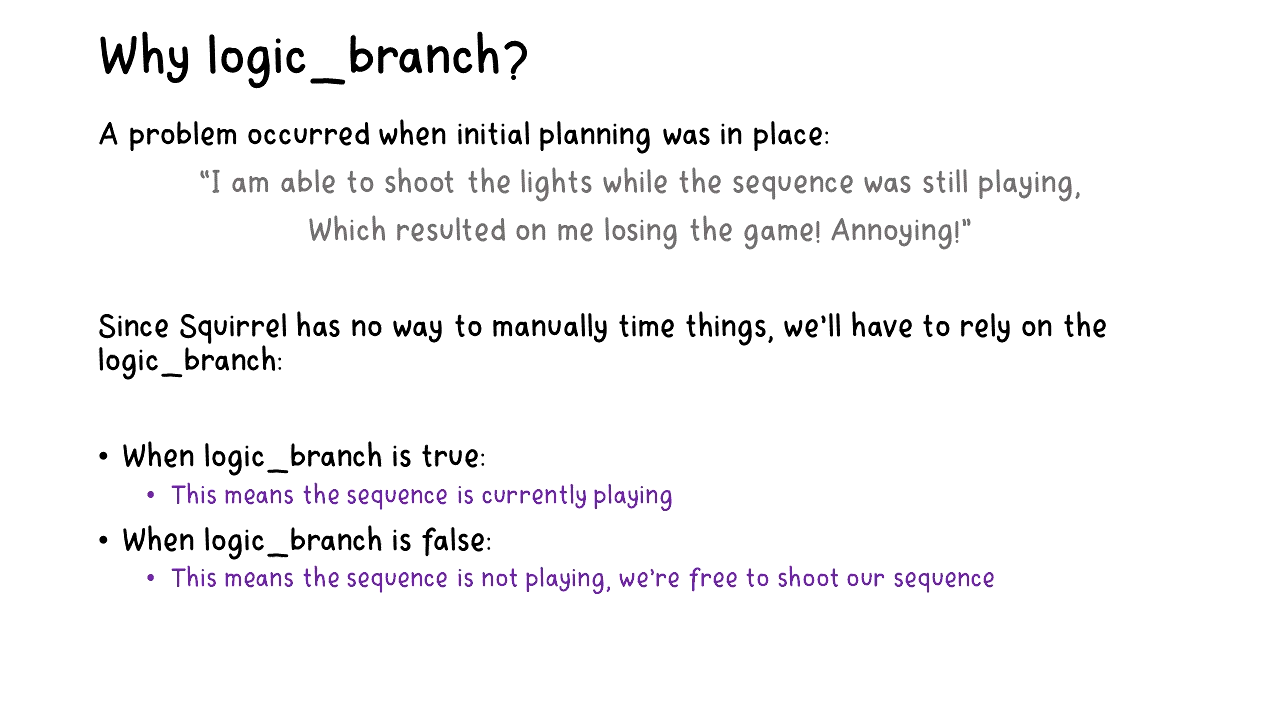 Why logic_branch?
A problem occurred when initial planning was in place:
“I am able to shoot the lights while the sequence was still playing,
Which resulted on me losing the game! Annoying!”
Since Squirrel has no way to manually time things, we’ll have to rely on the
logic_branch:
• When logic_branch is true:
• This means the sequence is currently playing
• When logic_branch is false:
• This means the sequence is not playing, we’re free to shoot our sequence